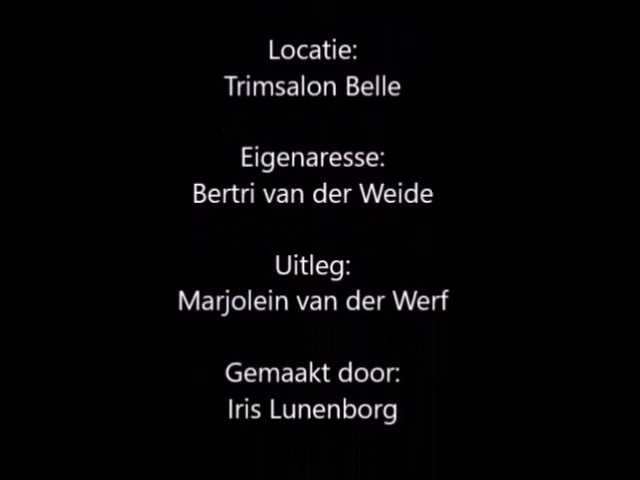 Locatie:
Trimsalon Belle
Eigenaresse:
Bertri van der Weide
Uitleg:
Marjolein van der Werf
Gemaakt door:
Iris Lunenborg